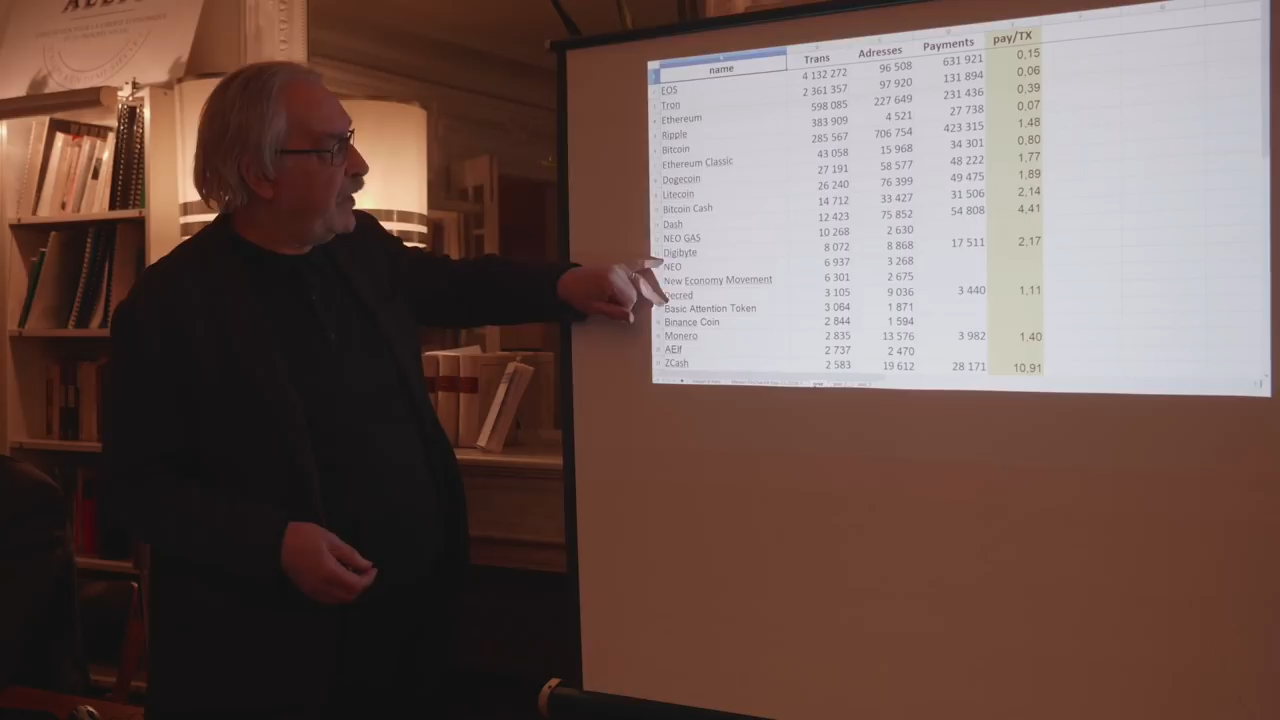 ASSOCIATION POUR LA LIBERTÉ ÉCONOMIQUE
ET LE PROGRÈS SOCIAL
name Trans Adresses Payments pay/TX
EOS 4 132 272 96 508 631 921 0,15
Tron 2 361 357 97 920 131 894 0,06
Ethereum 598 085 227 649 231 436 0,39
Ripple 383 909 4 521 27 738 0,07
Bitcoin 285 567 706 754 423 315 1,48
Ethereum Classic 43 058 15 968 34 301 0,80
Dogecoin 27 191 58 577 48 222 1,77
Litecoin 26 240 76 399 49 475 1,89
Bitcoin Cash 14 712 33 427 31 506 2,14
Dash 12 423 75 852 54 808 4,41
NEO GAS 10 268 2 630
Digibyte 8 072 8 868 17 511 2,17
NEO 6 937 3 268
New Economy Movement 6 301 2 675
Decred 3 105 9 036 3 440 1,11
Basic Attention Token 3 064 1 871
Binance Coin 2 844 1 594
Monero 2 835 13 576 3 982 1,40
AElf 2 737 2 470
ZCash 2 583 19 612 28 171 10,91